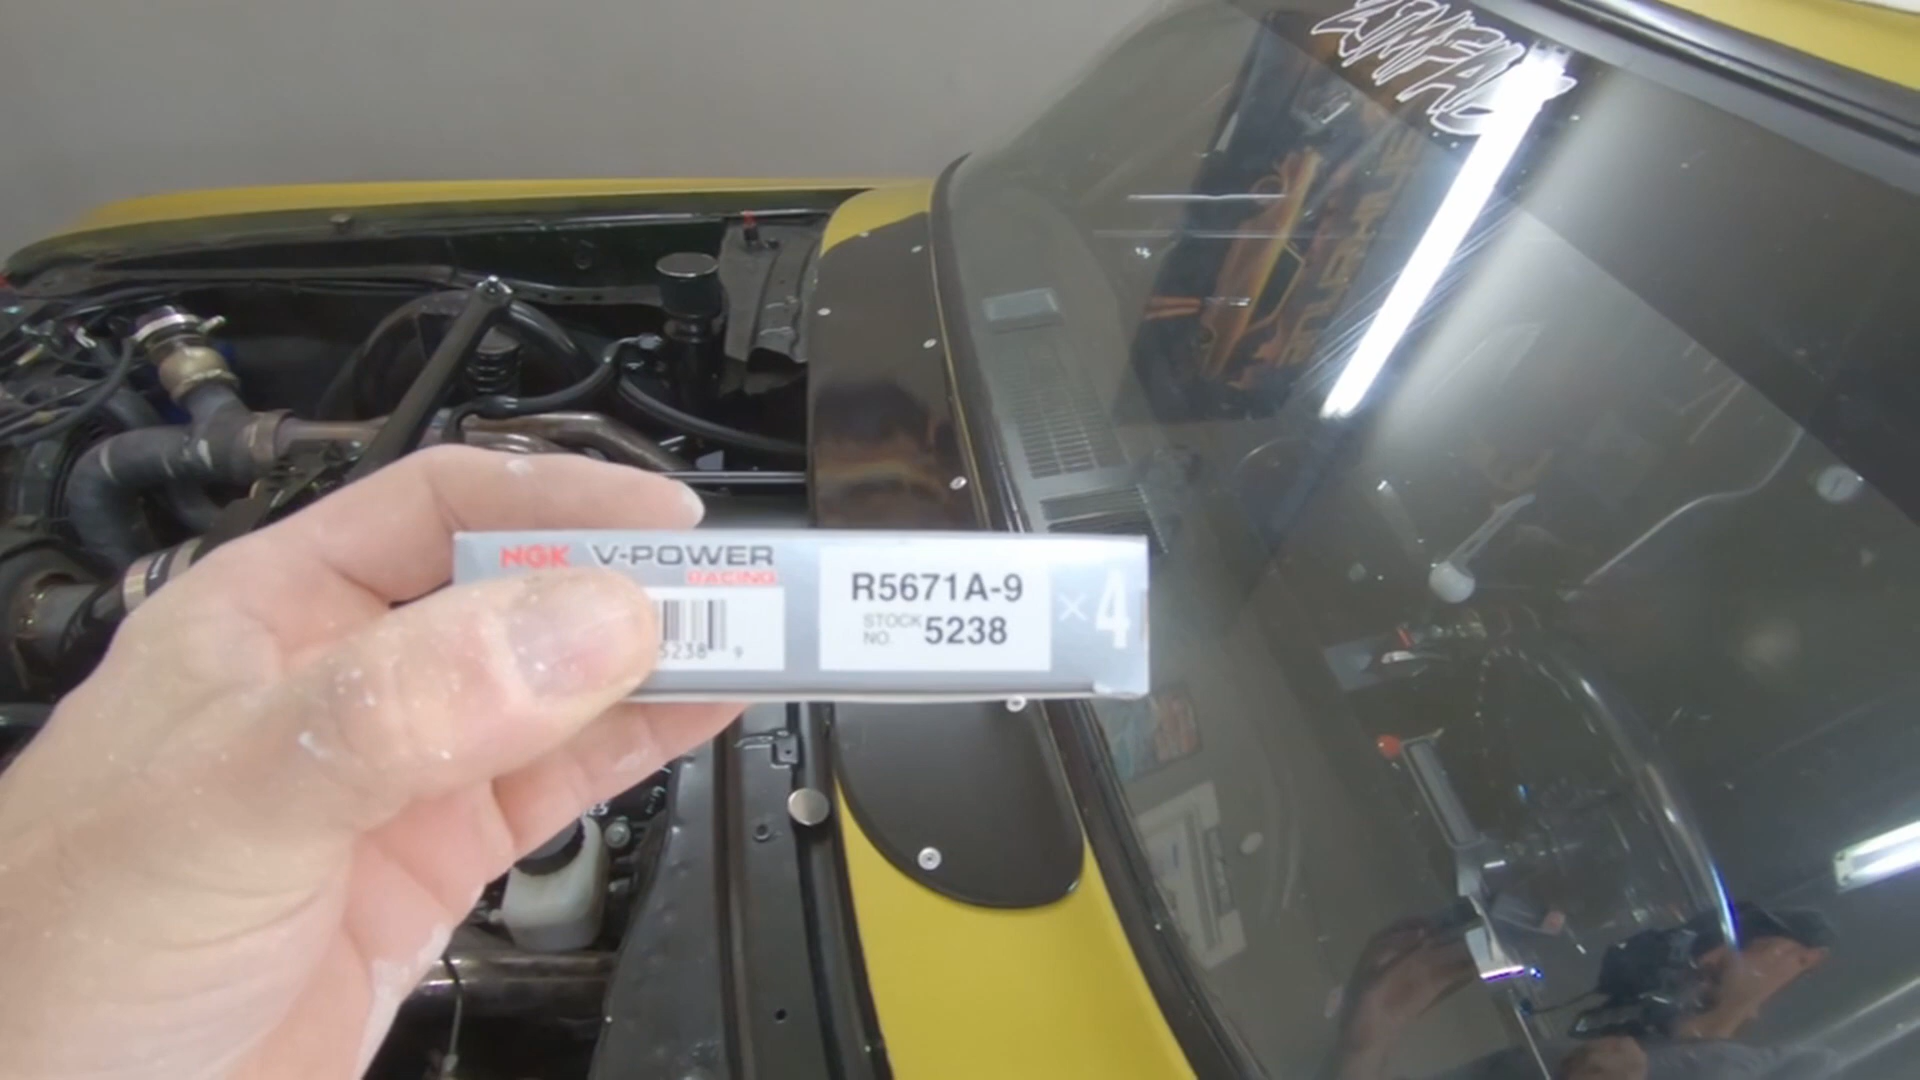 NGK V-POWER
RACING
R5671A-9
STOCK
NO. 5238
×4
5238 9